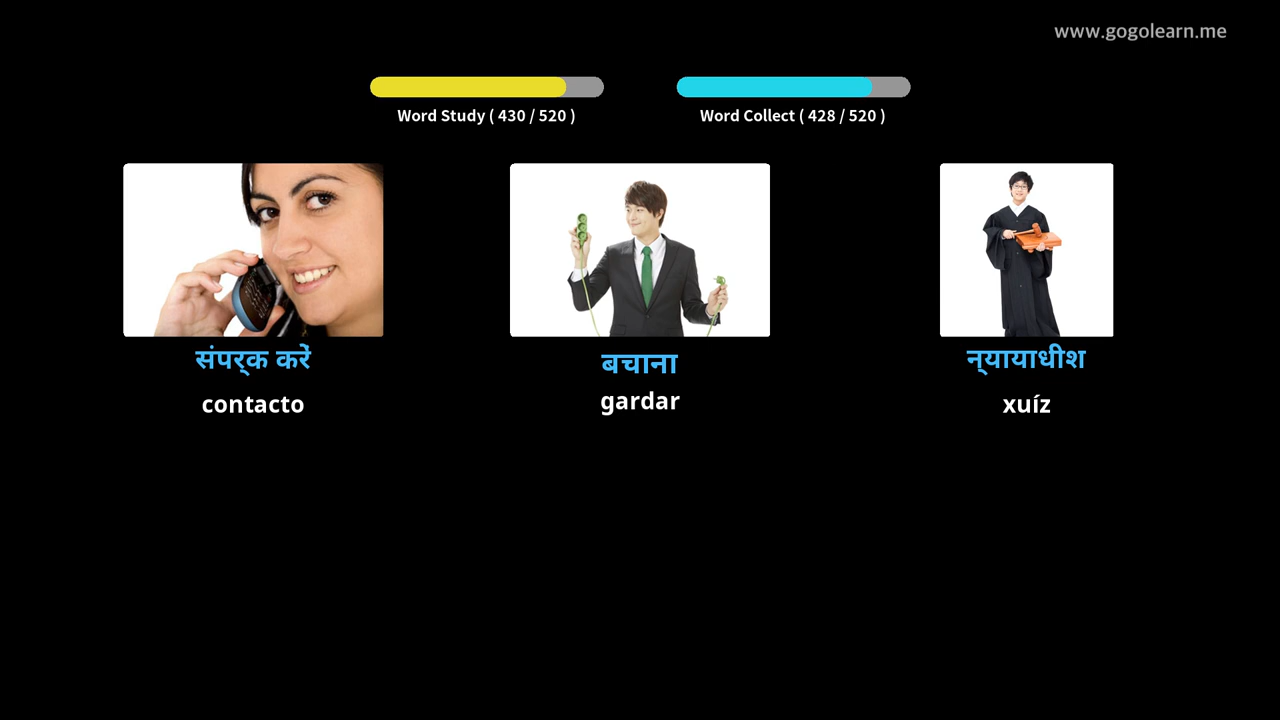 www.gogolearn.me
Word Study ( 430 / 520 )
Word Collect ( 428 / 520 )
संपर्क करें
बचाना
न्यायाधीश
contacto
gardar
xuíz